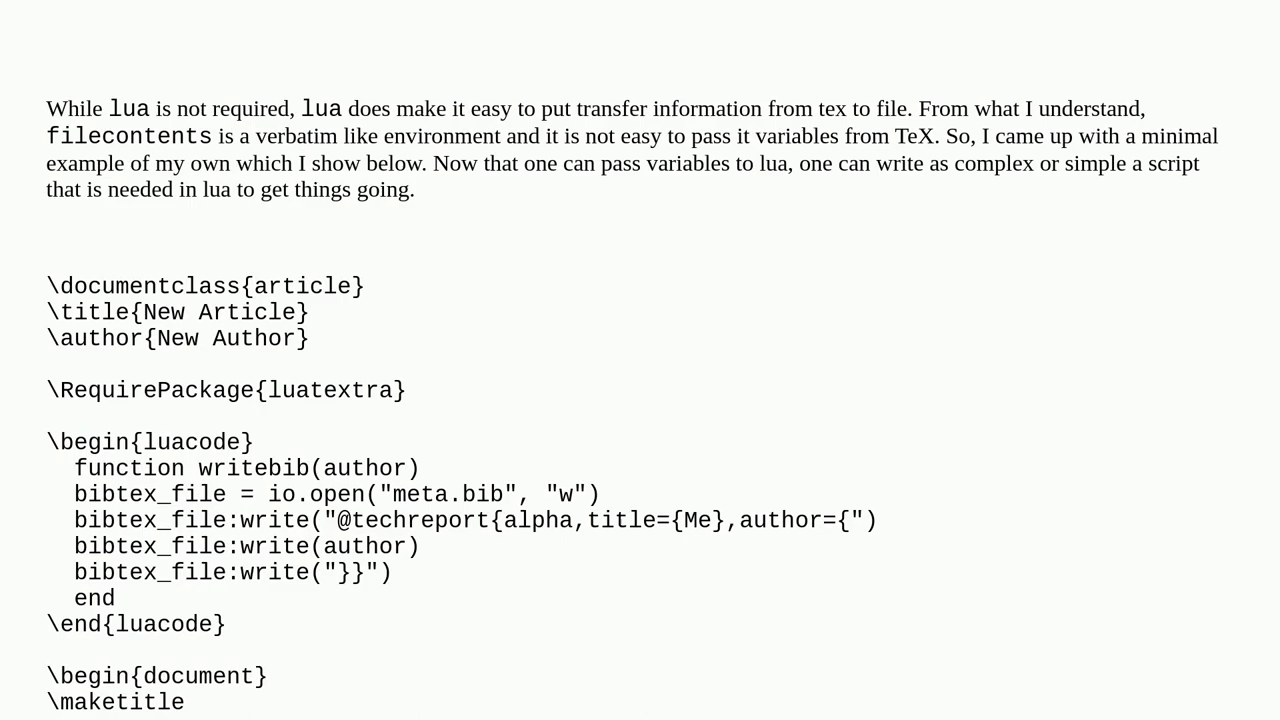 While lua is not required, lua does make it easy to put transfer information from tex to file. From what I understand,
filecontents is a verbatim like environment and it is not easy to pass it variables from TeX. So, I came up with a minimal
example of my own which I show below. Now that one can pass variables to lua, one can write as complex or simple a script
that is needed in lua to get things going.
\documentclass{article}
\title{New Article}
\author{New Author}
\RequirePackage{luatextra}
\begin{luacode}
  function writebib(author)
  bibtex_file = io.open("meta.bib", "w")
  bibtex_file:write("@techreport{alpha,title={Me},author={")
  bibtex_file:write(author)
  bibtex_file:write("}}")
  end
\end{luacode}
\begin{document}
\maketitle